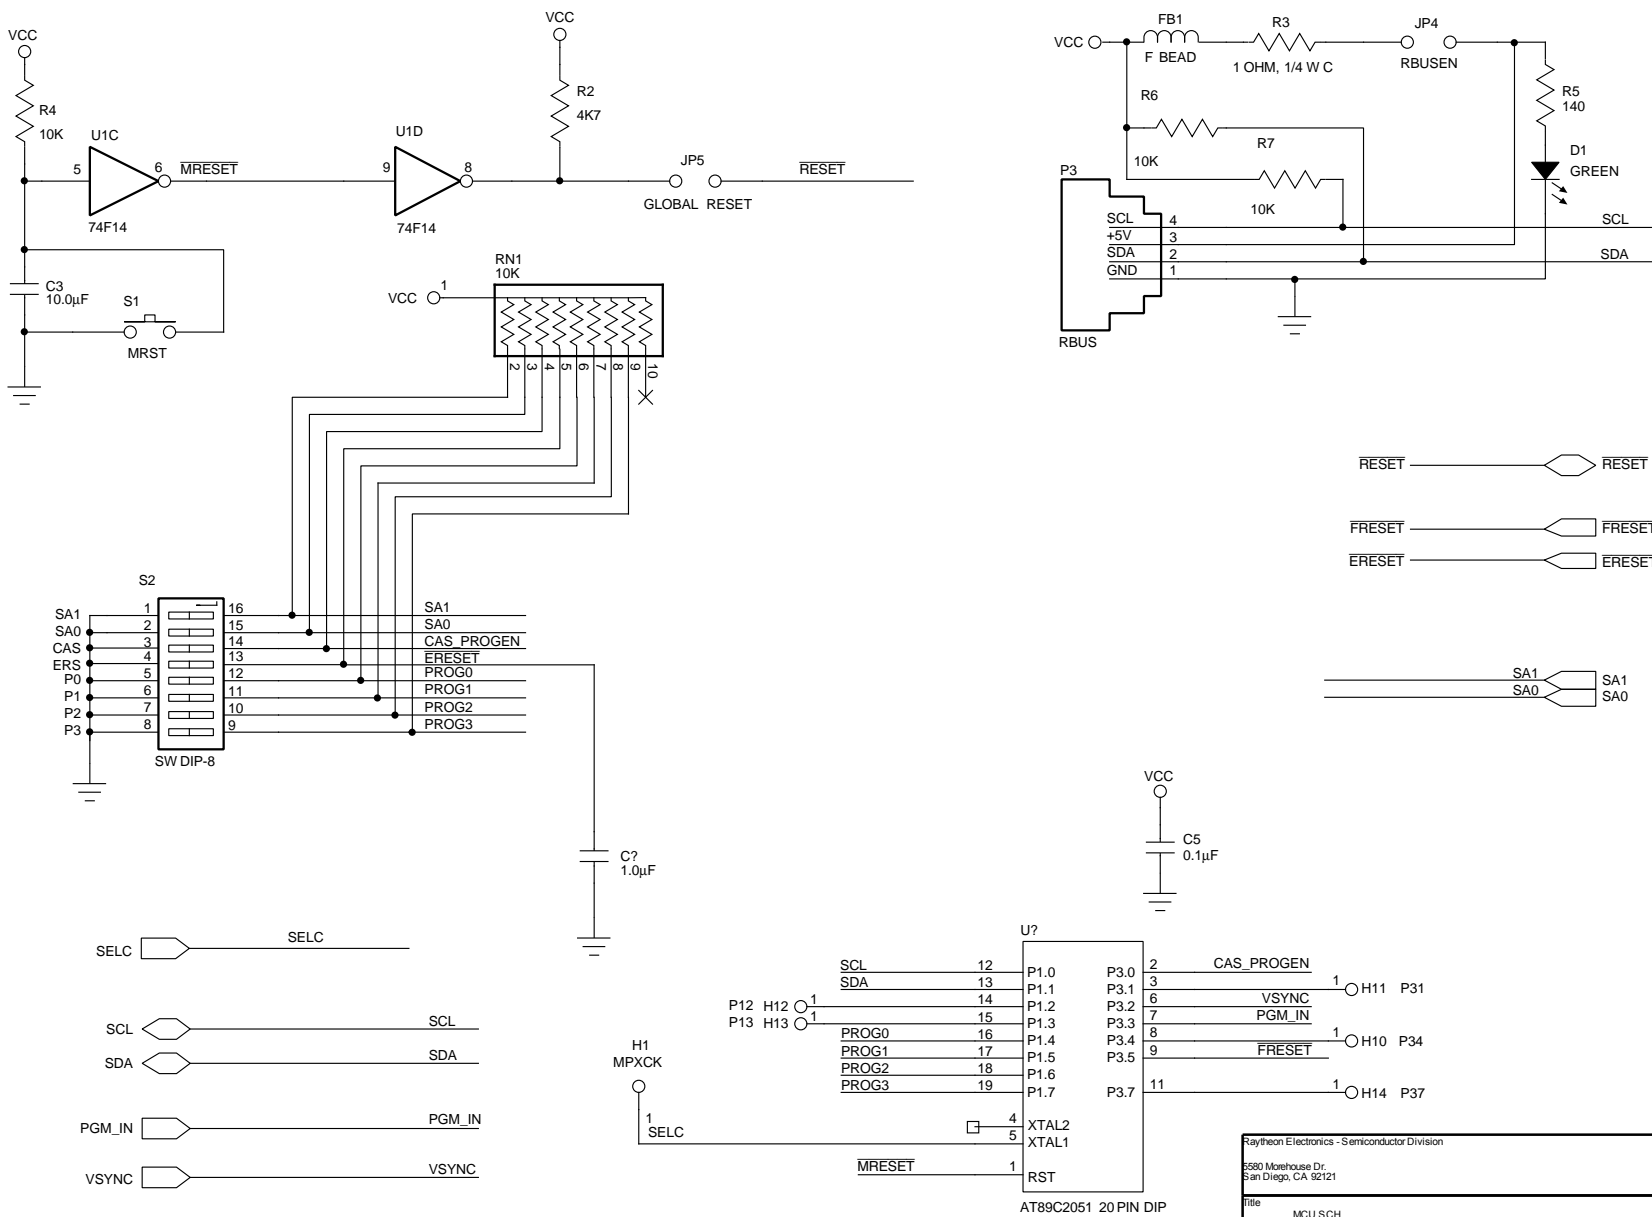 VCC
R4
10K
U1C
5
6
MRESET
74F14
C3
10.0µF
S1
MRST
U1D
9
8
74F14
VCC
R2
4K7
JP5
GLOBAL RESET
RESET
VCC
FB1
F BEAD
R3
1 OHM, 1/4 W C
JP4
RBUSEN
R5
140
D1
GREEN
R6
10K
R7
10K
P3
SCL 4
+5V 3
SDA 2
GND 1
RBUS
SCL
SDA
RN1
10K
VCC 1
2 3 4 5 6 7 8 9 10
RESET RESET
FRESET FRESET
ERESET ERESET
S2
SA1 1 16 SA1
SA0 2 15 SA0
CAS 3 14 CAS_PROGEN
ERS 4 13 ERESET
P0 5 12 PROG0
P1 6 11 PROG1
P2 7 10 PROG2
P3 8 9 PROG3
SW DIP-8
SA1 SA1
SA0 SA0
C?
1.0µF
VCC
C5
0.1µF
SELC SELC
SCL SCL
SDA SDA
PGM_IN PGM_IN
VSYNC VSYNC
H1
MPXCK
1
SELC
U?
SCL 12 P1.0
SDA 13 P1.1
P12 H12 1 14 P1.2
P13 H13 1 15 P1.3
PROG0 16 P1.4
PROG1 17 P1.5
PROG2 18 P1.6
PROG3 19 P1.7
4 XTAL2
5 XTAL1
MRESET 1 RST
P3.0 2 CAS_PROGEN
P3.1 3 1 H11 P31
P3.2 6 VSYNC
P3.3 7 PGM_IN
P3.4 8 1 H10 P34
P3.5 9 FRESET
P3.7 11 1 H14 P37
AT89C2051 20 PIN DIP
Raytheon Electronics - Semiconductor Division
5580 Morehouse Dr.
San Diego, CA 92121
Title
MCU.SCH